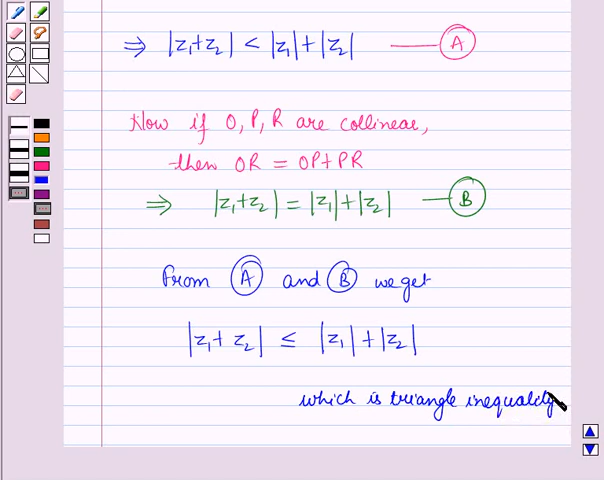 ⇒ |z₁+z₂| < |z₁|+|z₂| —— Ⓐ
Now if O, P, R are collinear,
then OR = OP+PR
⇒ |z₁+z₂| = |z₁|+|z₂| —— Ⓑ
From Ⓐ and Ⓑ we get
|z₁+ z₂| ≤ |z₁|+|z₂|
which is triangle inequality